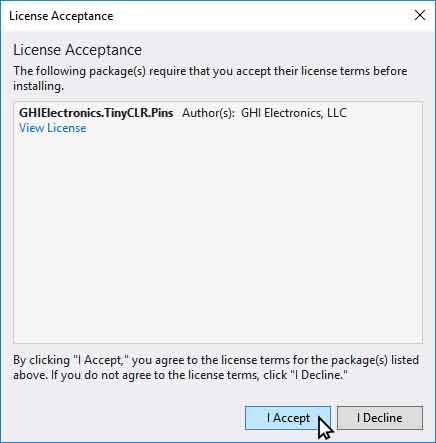 License Acceptance
License Acceptance
The following package(s) require that you accept their license terms before
installing.
GHIElectronics.TinyCLR.Pins Author(s): GHI Electronics, LLC
View License
By clicking "I Accept," you agree to the license terms for the package(s) listed
above. If you do not agree to the license terms, click "I Decline."
I Accept
I Decline